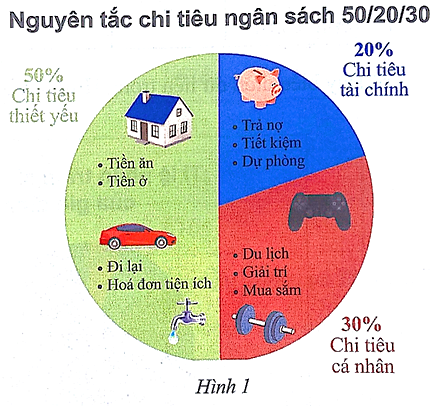 Nguyên tắc chi tiêu ngân sách 50/20/30
50%
Chi tiêu
thiết yếu
20%
Chi tiêu
tài chính
• Trả nợ
• Tiết kiệm
• Dự phòng
• Tiền ăn
• Tiền ở
• Đi lại
• Hoá đơn tiện ích
• Du lịch
• Giải trí
• Mua sắm
30%
Chi tiêu
cá nhân
Hình 1